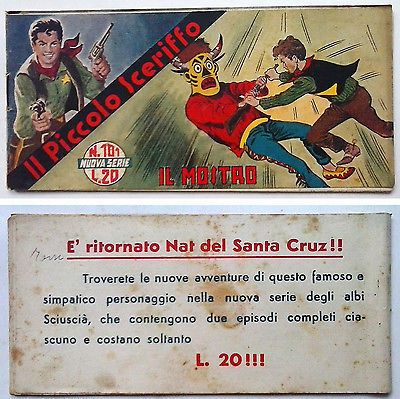 Il Piccolo Sceriffo
N. 101
NUOVA SERIE
L. 20
IL MOSTRO
E' ritornato Nat del Santa Cruz!!
Troverete le nuove avventure di questo famoso e
simpatico personaggio nella nuova serie degli albi
Sciuscià, che contengono due episodi completi cia-
scuno e costano soltanto
L. 20!!!